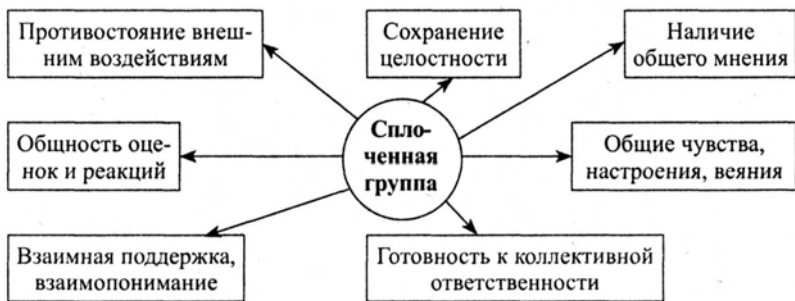 Противостояние внеш-
ним воздействиям
Сохранение
целостности
Наличие
общего мнения
Общность оце-
нок и реакций
Спло-
ченная
группа
Общие чувства,
настроения, веяния
Взаимная поддержка,
взаимопонимание
Готовность к коллективной
ответственности